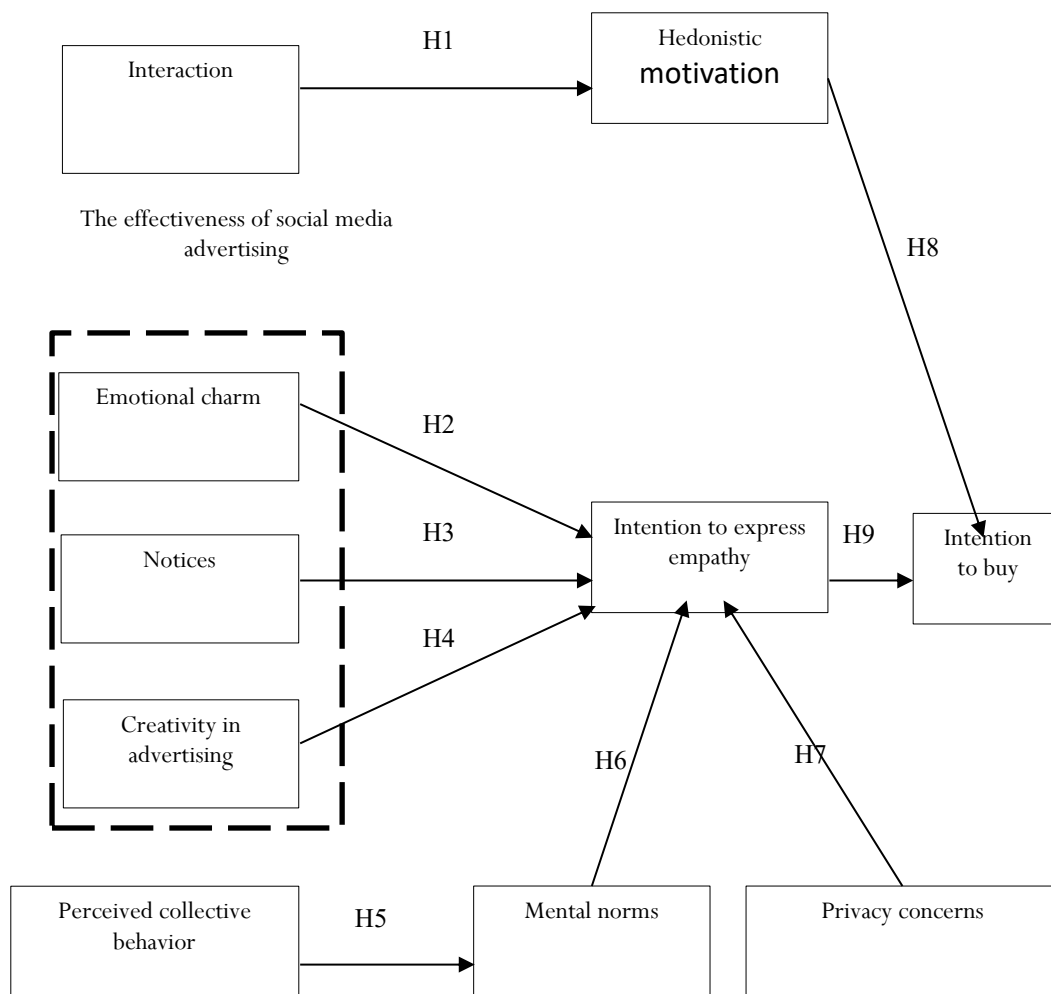 H1
Interaction
Hedonistic
motivation
The effectiveness of social media
advertising
H8
Emotional charm
H2
Notices
H3
Intention to express
empathy
H9
Intention
to buy
H4
Creativity in
advertising
H6
H7
Perceived collective
behavior
H5
Mental norms
Privacy concerns